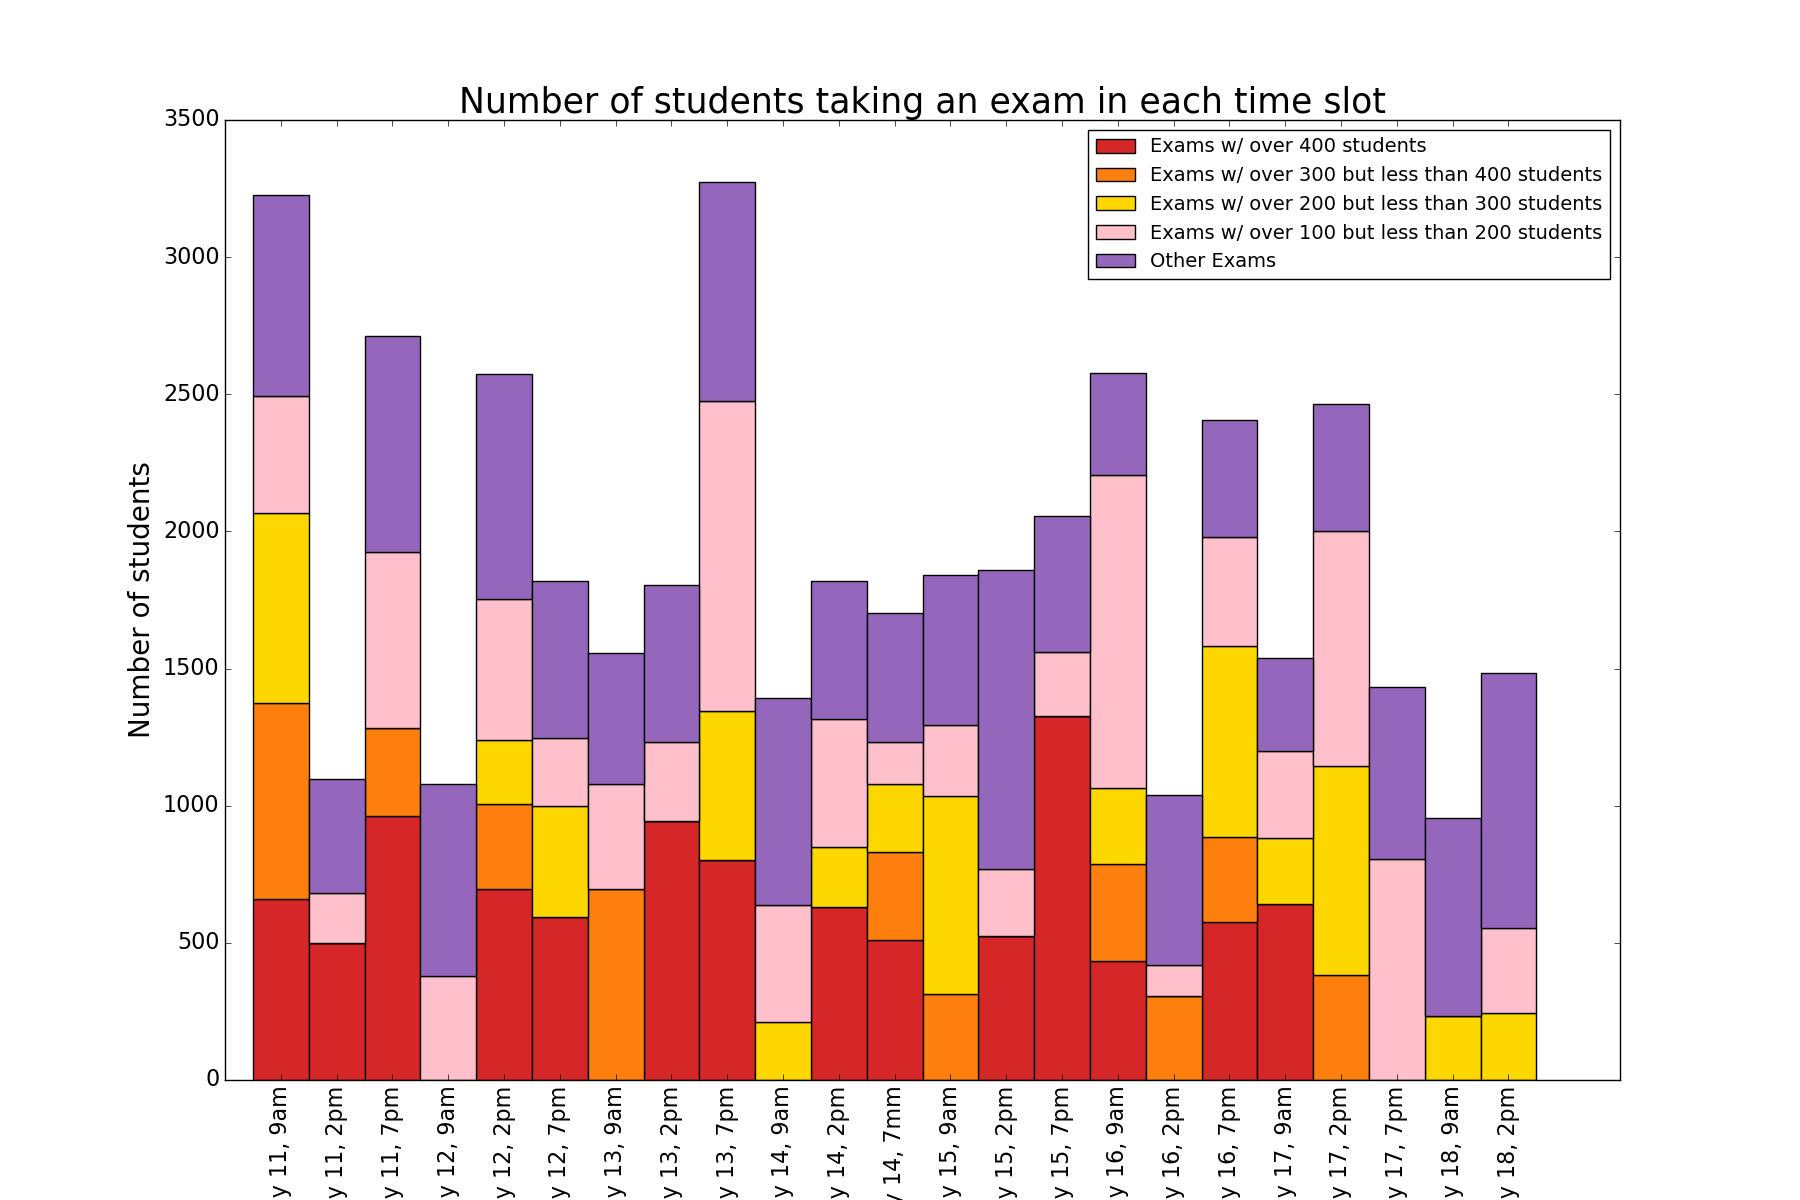 Number of students taking an exam in each time slot
Number of students
3500
3000
2500
2000
1500
1000
500
0
Exams w/ over 400 students
Exams w/ over 300 but less than 400 students
Exams w/ over 200 but less than 300 students
Exams w/ over 100 but less than 200 students
Other Exams
y 11, 9am
y 11, 2pm
y 11, 7pm
y 12, 9am
y 12, 2pm
y 12, 7pm
y 13, 9am
y 13, 2pm
y 13, 7pm
y 14, 9am
y 14, 2pm
y 14, 7mm
y 15, 9am
y 15, 2pm
y 15, 7pm
y 16, 9am
y 16, 2pm
y 16, 7pm
y 17, 9am
y 17, 2pm
y 17, 7pm
y 18, 9am
y 18, 2pm